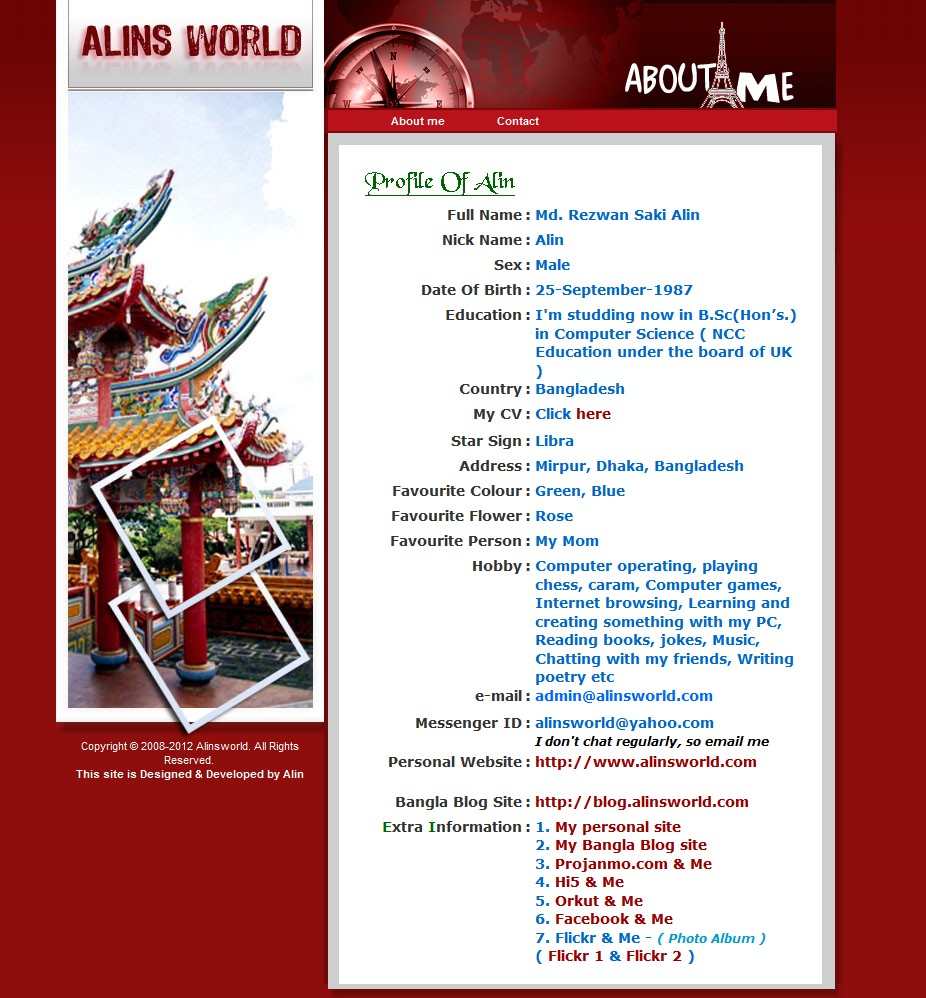 ALINS WORLD
ABOUT ME
N
W
E
About me
Contact
Profile Of Alin
Full Name : Md. Rezwan Saki Alin
Nick Name : Alin
Sex : Male
Date Of Birth : 25-September-1987
Education : I'm studding now in B.Sc(Hon’s.)
in Computer Science ( NCC
Education under the board of UK
)
Country : Bangladesh
My CV : Click here
Star Sign : Libra
Address : Mirpur, Dhaka, Bangladesh
Favourite Colour : Green, Blue
Favourite Flower : Rose
Favourite Person : My Mom
Hobby : Computer operating, playing
chess, caram, Computer games,
Internet browsing, Learning and
creating something with my PC,
Reading books, jokes, Music,
Chatting with my friends, Writing
poetry etc
e-mail : admin@alinsworld.com
Messenger ID : alinsworld@yahoo.com
I don't chat regularly, so email me
Personal Website : http://www.alinsworld.com
Bangla Blog Site : http://blog.alinsworld.com
Extra Information : 1. My personal site
2. My Bangla Blog site
3. Projanmo.com & Me
4. Hi5 & Me
5. Orkut & Me
6. Facebook & Me
7. Flickr & Me - ( Photo Album )
( Flickr 1 & Flickr 2 )
Copyright © 2008-2012 Alinsworld. All Rights
Reserved.
This site is Designed & Developed by Alin